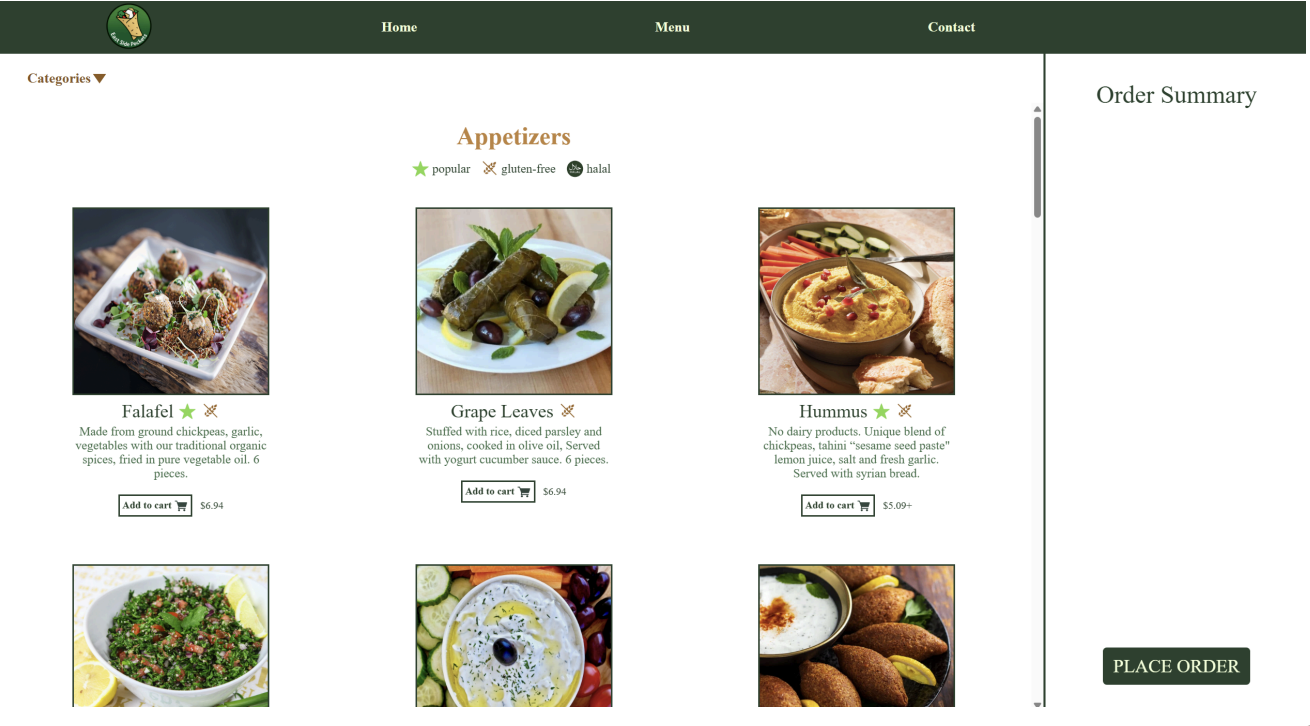 East Side Pockets
Home
Menu
Contact
Categories
Order Summary
Appetizers
popular
gluten-free
halal
Falafel
Made from ground chickpeas, garlic,
vegetables with our traditional organic
spices, fried in pure vegetable oil. 6
pieces.
Add to cart
$6.94
Grape Leaves
Stuffed with rice, diced parsley and
onions, cooked in olive oil, Served
with yogurt cucumber sauce. 6 pieces.
Add to cart
$6.94
Hummus
No dairy products. Unique blend of
chickpeas, tahini “sesame seed paste"
lemon juice, salt and fresh garlic.
Served with syrian bread.
Add to cart
$5.09+
PLACE ORDER